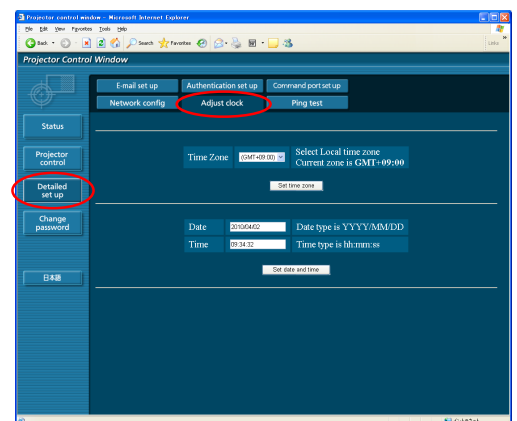 Projector control window - Microsoft Internet Explorer
File Edit View Favorites Tools Help
Back Search Favorites Links
Projector Control Window
E-mail set up Authentication set up Command port set up
Network config Adjust clock Ping test
Status
Projector
control
Detailed
set up
Change
password
日本語
Time Zone (GMT+09:00) Select Local time zone
Current zone is GMT+09:00
Set time zone
Date 2010/04/02 Date type is YYYY/MM/DD
Time 09:34:32 Time type is hh:mm:ss
Set date and time